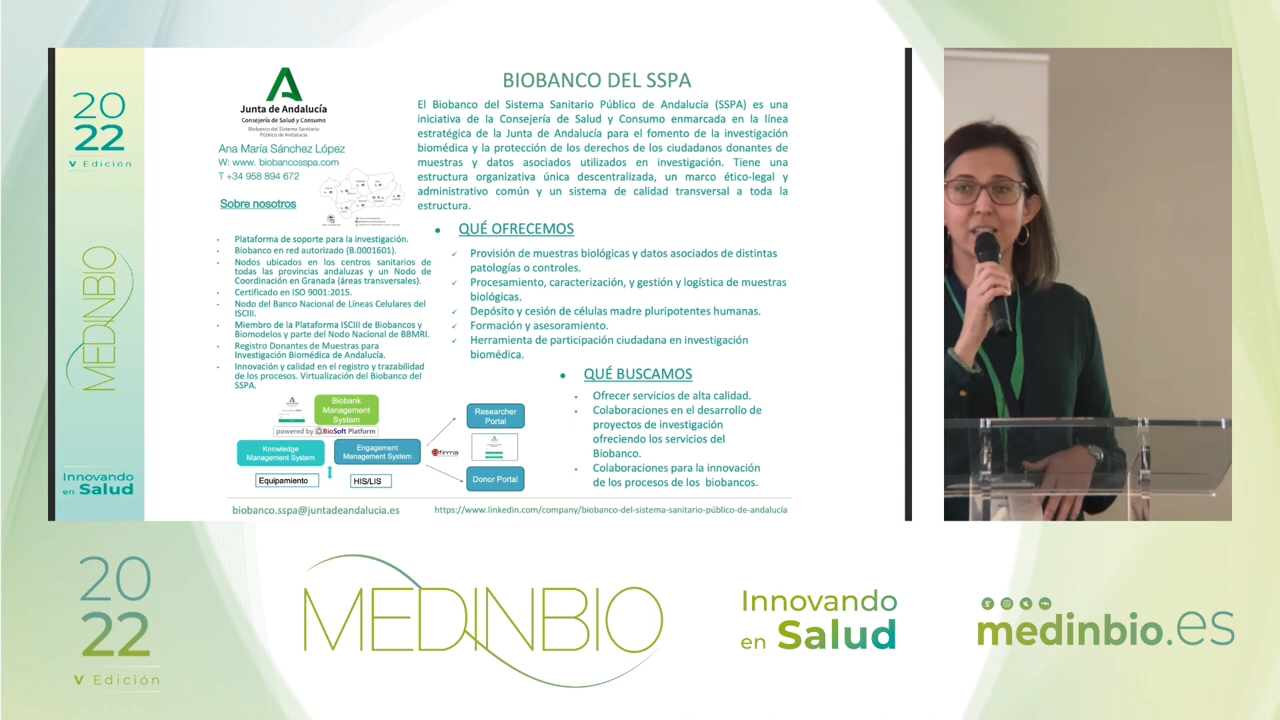 20
22
V Edición
MEDINBIO
Innovando
en Salud
Junta de Andalucía
Consejería de Salud y Consumo
Biobanco del Sistema Sanitario
Público de Andalucía
Ana María Sánchez López
W: www. biobancosspa.com
T +34 958 894 672
Sobre nosotros
• Plataforma de soporte para la investigación.
• Biobanco en red autorizado (B.0001601).
• Nodos ubicados en los centros sanitarios de
todas las provincias andaluzas y un Nodo de
Coordinación en Granada (áreas transversales).
• Certificado en ISO 9001:2015.
• Nodo del Banco Nacional de Líneas Celulares del
ISCIII.
• Miembro de la Plataforma ISCIII de Biobancos y
Biomodelos y parte del Nodo Nacional de BBMRI.
• Registro Donantes de Muestras para
Investigación Biomédica de Andalucía.
• Innovación y calidad en el registro y trazabilidad
de los procesos. Virtualización del Biobanco del
SSPA.
Biobank
Management
System
powered by BioSoft Platform
Knowledge
Management System
Engagement
Management System
Equipamiento
HIS/LIS
@firma
Researcher
Portal
Donor Portal
biobanco.sspa@juntadeandalucia.es
BIOBANCO DEL SSPA
El Biobanco del Sistema Sanitario Público de Andalucía (SSPA) es una
iniciativa de la Consejería de Salud y Consumo enmarcada en la línea
estratégica de la Junta de Andalucía para el fomento de la investigación
biomédica y la protección de los derechos de los ciudadanos donantes de
muestras y datos asociados utilizados en investigación. Tiene una
estructura organizativa única descentralizada, un marco ético-legal y
administrativo común y un sistema de calidad transversal a toda la
estructura.
• QUÉ OFRECEMOS
✓ Provisión de muestras biológicas y datos asociados de distintas
patologías o controles.
✓ Procesamiento, caracterización, y gestión y logística de muestras
biológicas.
✓ Depósito y cesión de células madre pluripotentes humanas.
✓ Formación y asesoramiento.
✓ Herramienta de participación ciudadana en investigación
biomédica.
• QUÉ BUSCAMOS
• Ofrecer servicios de alta calidad.
• Colaboraciones en el desarrollo de
proyectos de investigación
ofreciendo los servicios del
Biobanco.
• Colaboraciones para la innovación
de los procesos de los biobancos.
https://www.linkedin.com/company/biobanco-del-sistema-sanitario-público-de-andalucía
20
22
V Edición
MEDINBIO
Innovando
en Salud
medinbio.es